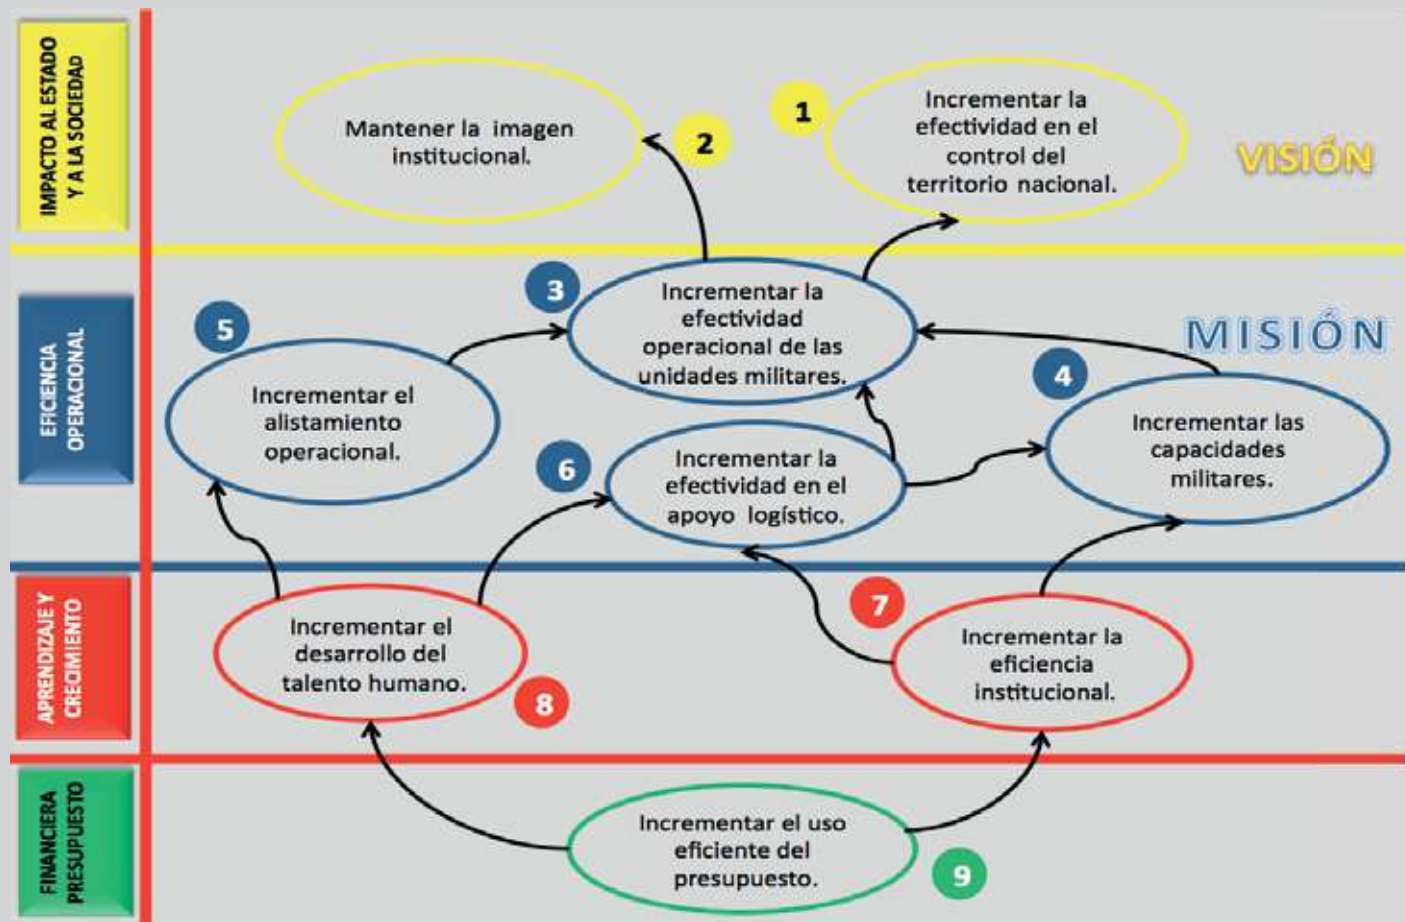 IMPACTO AL ESTADO
Y A LA SOCIEDAD
Mantener la imagen
institucional.
2
1
Incrementar la
efectividad en el
control del
territorio nacional.
VISIÓN
EFICIENCIA
OPERACIONAL
5
Incrementar el
alistamiento
operacional.
3
Incrementar la
efectividad
operacional de las
unidades militares.
MISIÓN
4
Incrementar las
capacidades
militares.
6
Incrementar la
efectividad en el
apoyo logístico.
APRENDIZAJE Y
CRECIMIENTO
Incrementar el
desarrollo del
talento humano.
8
7
Incrementar la
eficiencia
institucional.
FINANCIERA
PRESUPUESTO
Incrementar el uso
eficiente del
presupuesto.
9